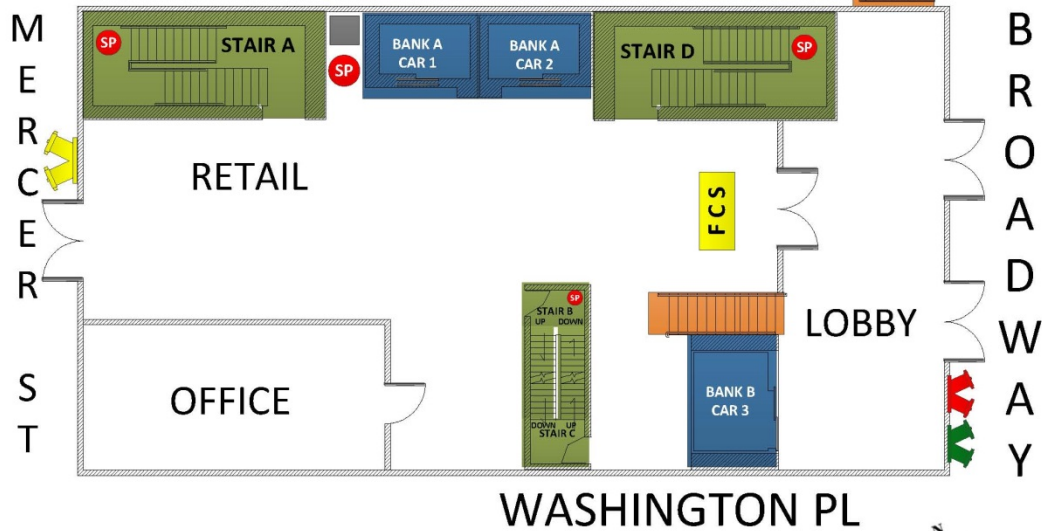 MERCER ST
SP
STAIR A
SP
BANK A
CAR 1
BANK A
CAR 2
STAIR D
SP
BROADWAY
RETAIL
FCS
SP
STAIR B
UP DOWN
LOBBY
OFFICE
BANK B
CAR 3
DOWN UP
STAIR C
WASHINGTON PL